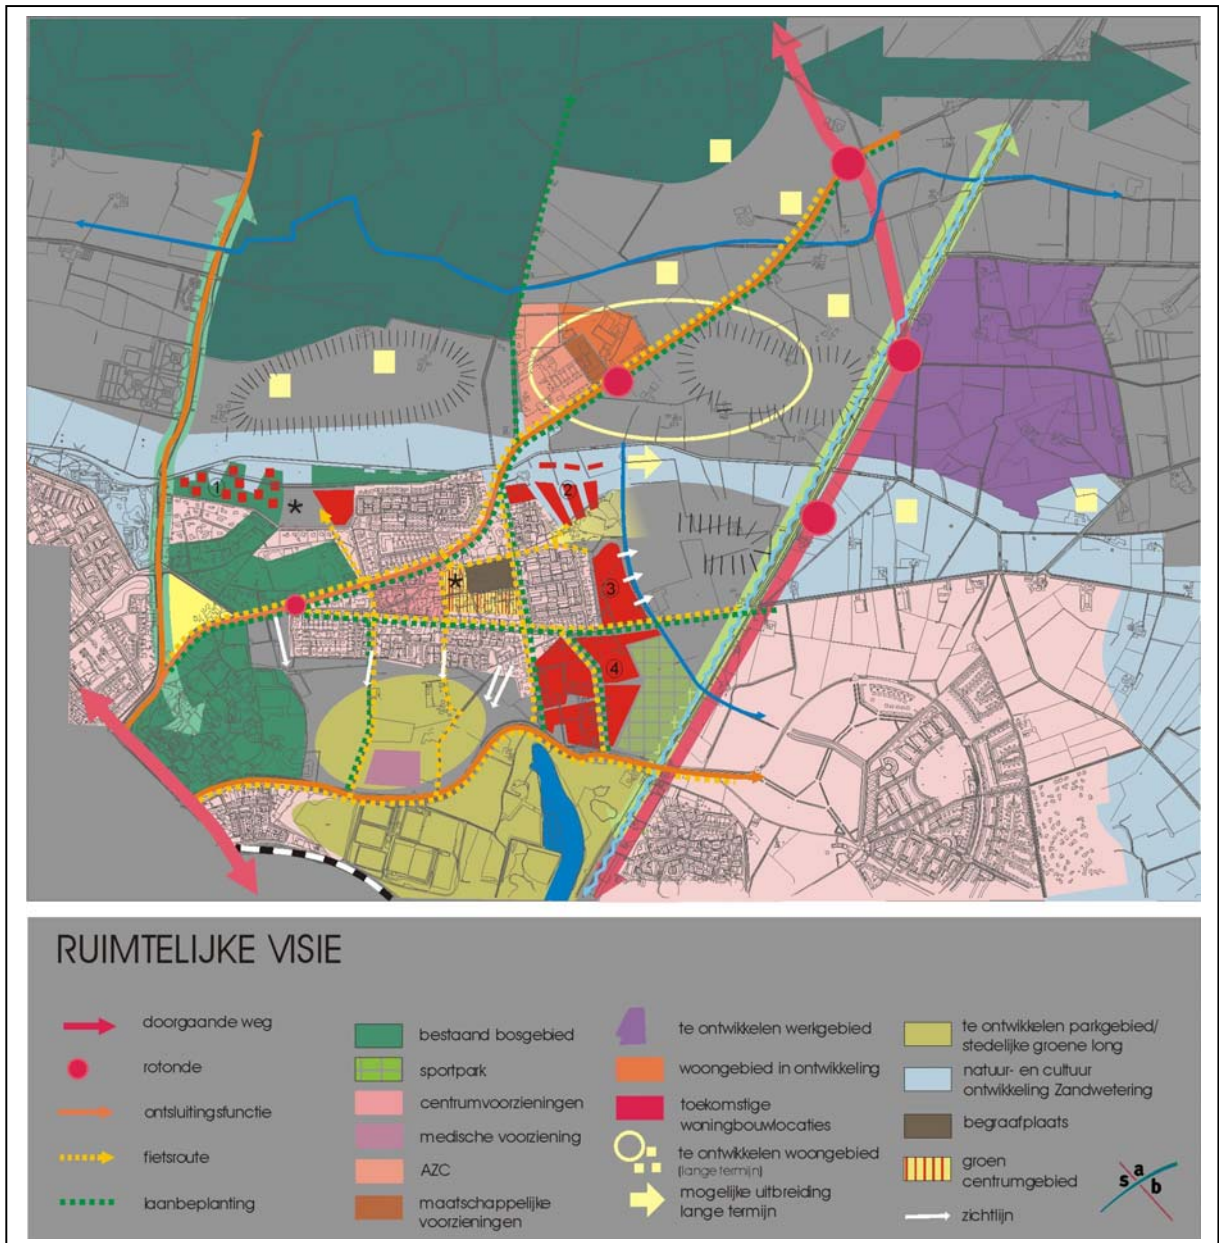 1
*
2
*
3
4
RUIMTELIJKE VISIE
doorgaande weg
rotonde
ontsluitingsfunctie
fietsroute
laanbeplanting
bestaand bosgebied
sportpark
centrumvoorzieningen
medische voorziening
AZC
maatschappelijke
voorzieningen
te ontwikkelen werkgebied
woongebied in ontwikkeling
toekomstige
woningbouwlocaties
te ontwikkelen woongebied
(lange termijn)
mogelijke uitbreiding
lange termijn
te ontwikkelen parkgebied/
stedelijke groene long
natuur- en cultuur
ontwikkeling Zandwetering
begraafplaats
groen
centrumgebied
zichtlijn
s a b